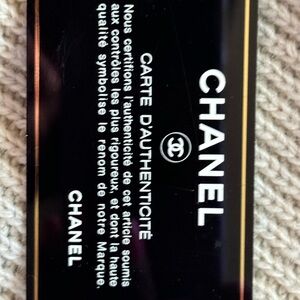 CHANEL
CARTE D'AUTHENTICITÉ
Nous certifions l'authenticité de cet article soumis
aux contrôles les plus rigoureux, et dont la haute
qualité symbolise le renom de notre Marque.
CHANEL